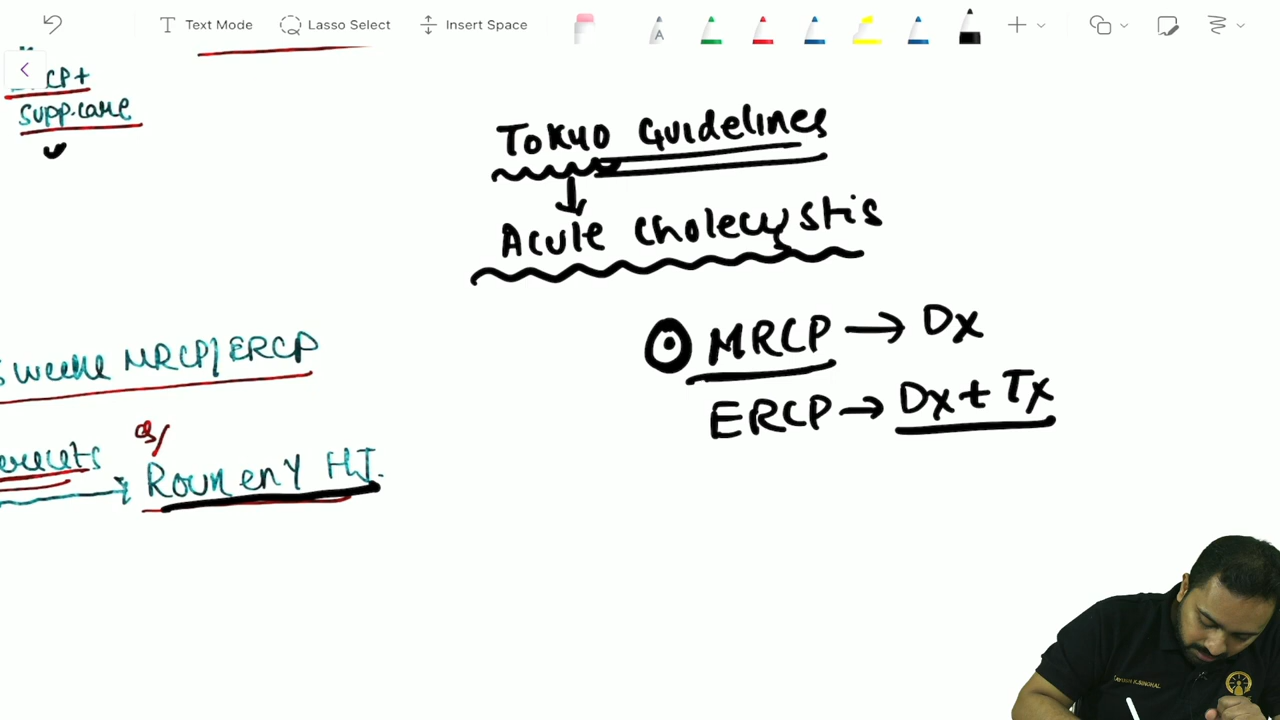 Text Mode
Lasso Select
Insert Space
CP+
Supp.care
Tokyo Guidelines
Acute cholecystis
MRCP → Dx
ERCP → Dx + Tx
weeks MRCP/ERCP
Roux en Y HJ.